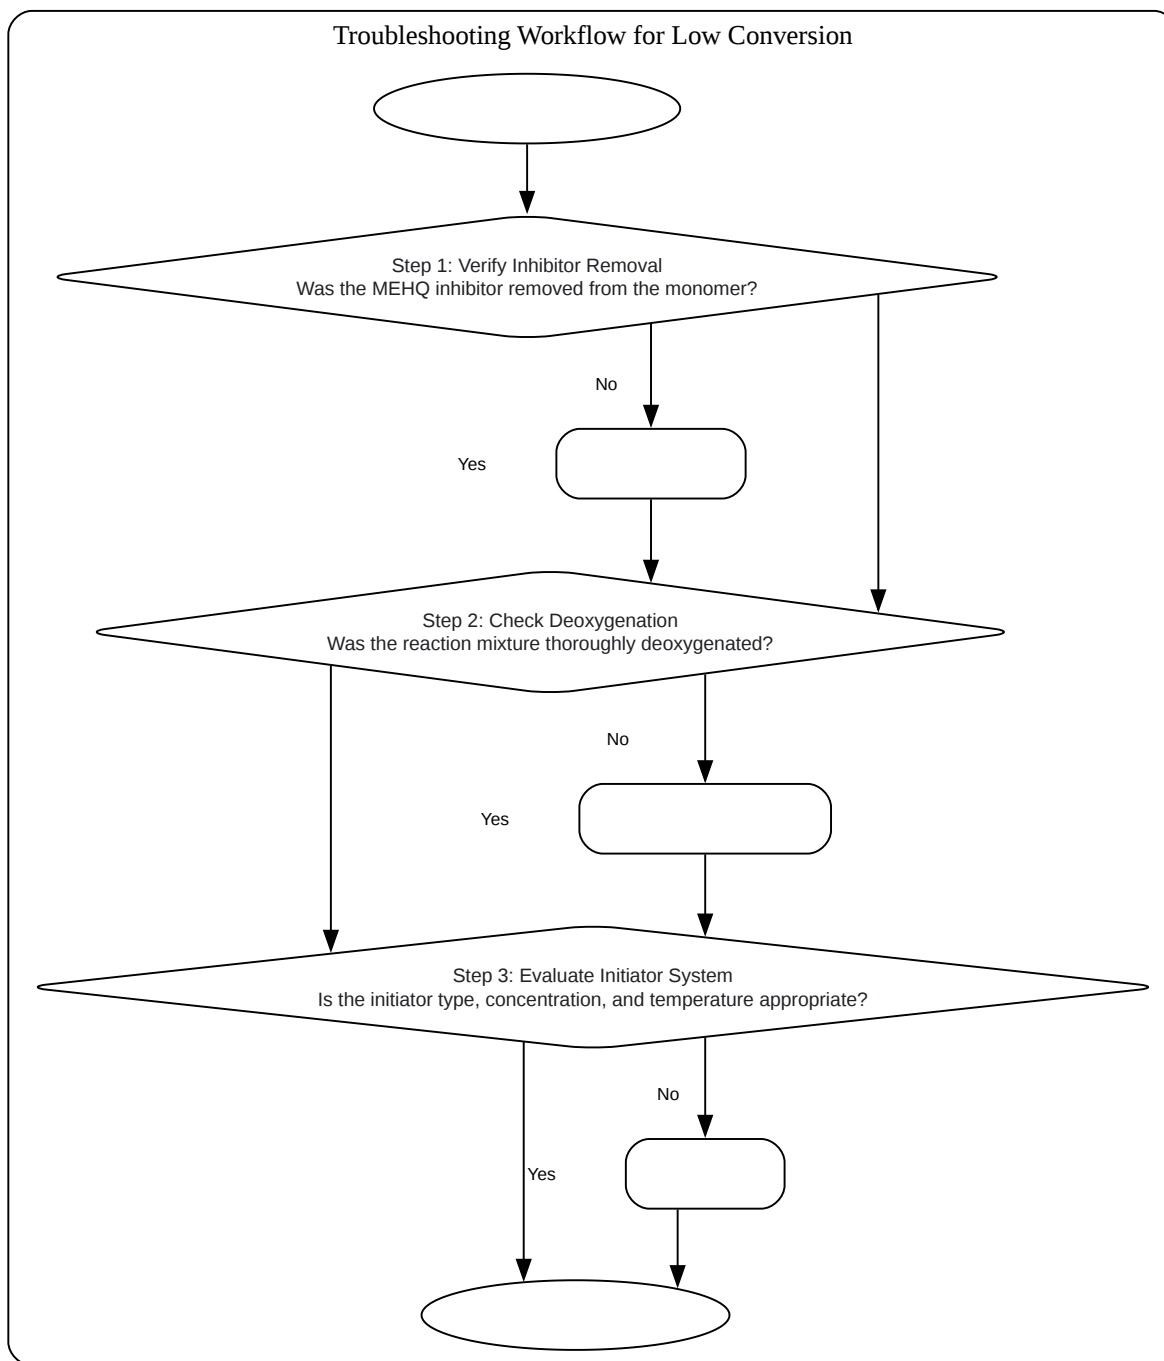 Troubleshooting Workflow for Low Conversion
Step 1: Verify Inhibitor Removal
Was the MEHQ inhibitor removed from the monomer?
No
Yes
Step 2: Check Deoxygenation
Was the reaction mixture thoroughly deoxygenated?
No
Yes
Step 3: Evaluate Initiator System
Is the initiator type, concentration, and temperature appropriate?
No
Yes